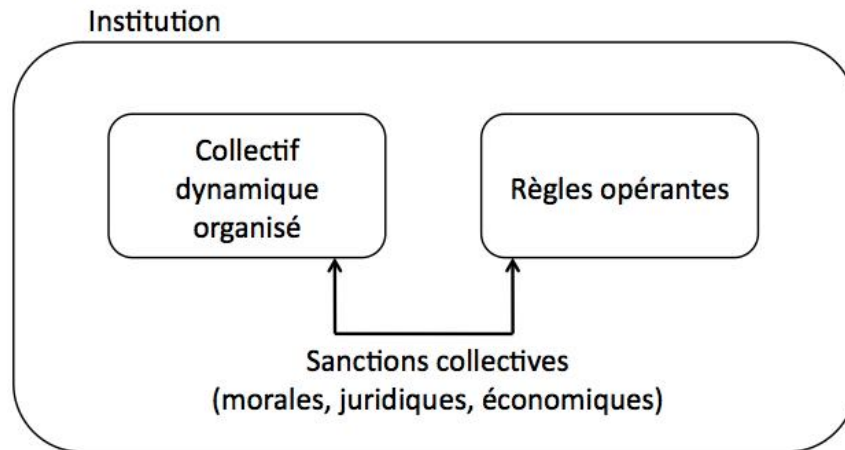 Institution
Collectif
dynamique
organisé
Règles opérantes
Sanctions collectives
(morales, juridiques, économiques)